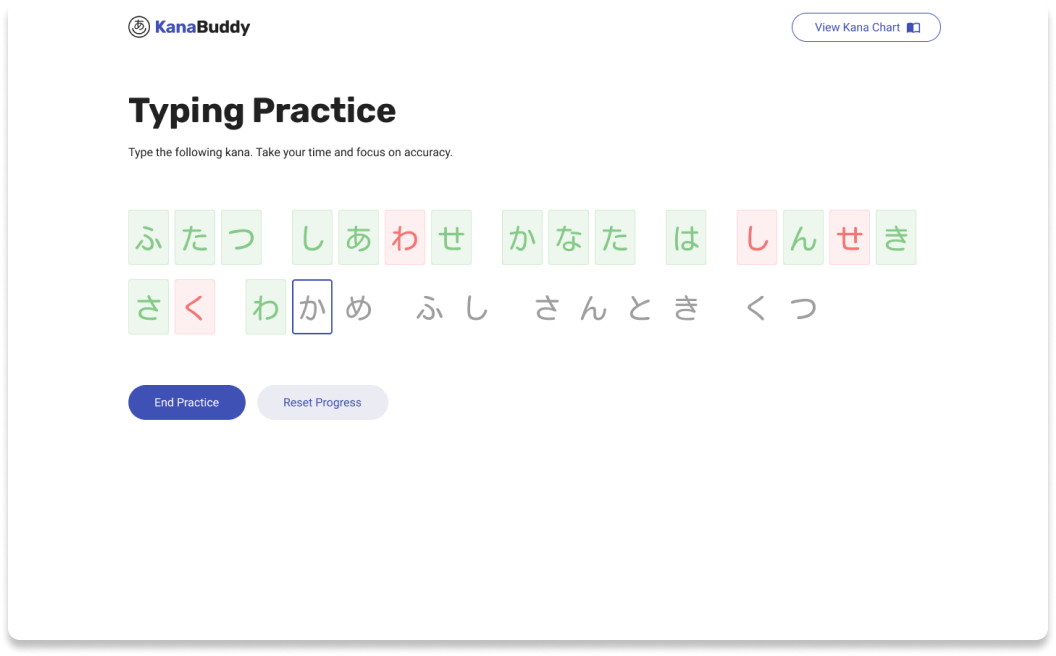 あ KanaBuddy
View Kana Chart
Typing Practice
Type the following kana. Take your time and focus on accuracy.
ふたつ しあわせ かなた は しんせき
さく わかめ ふし さんとき くつ
End Practice
Reset Progress